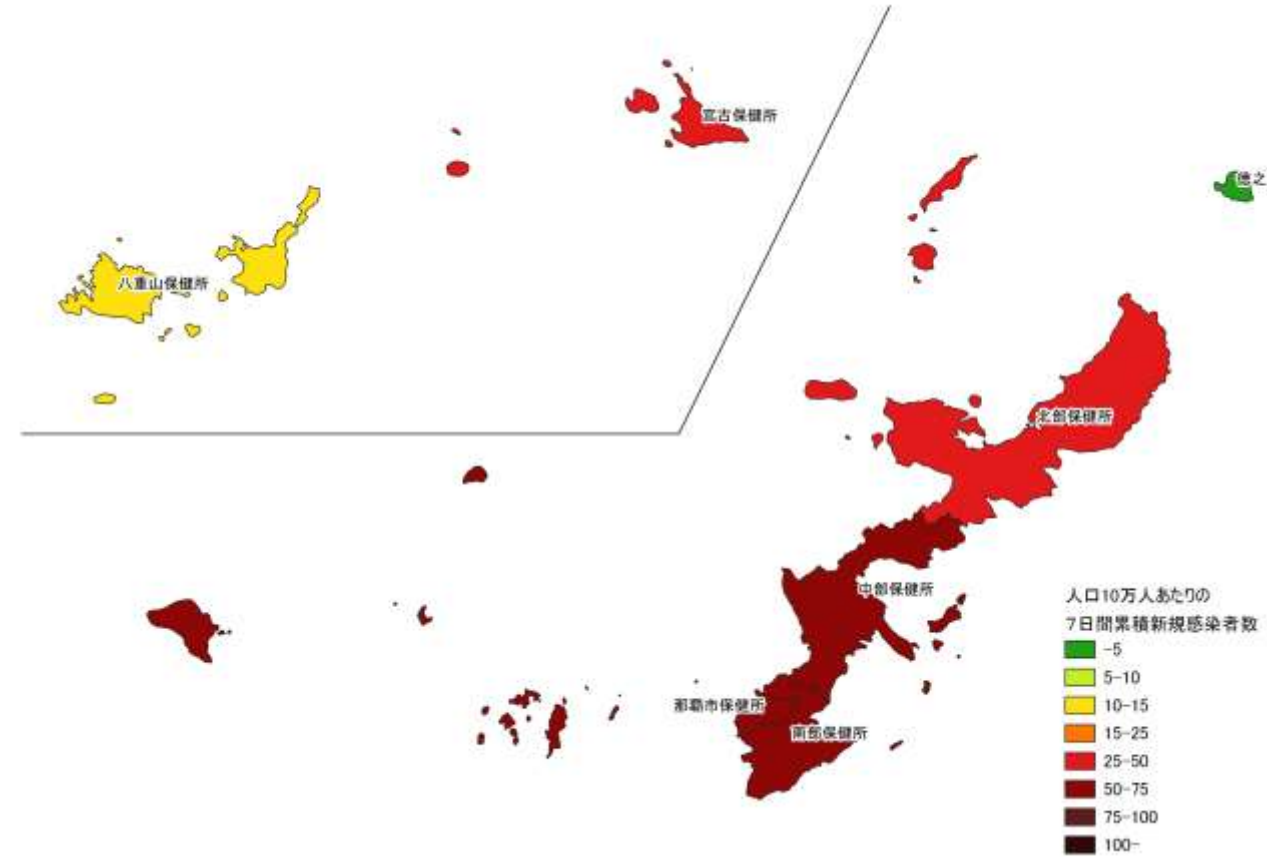 宮古保健所
徳之
八重山保健所
北部保健所
中部保健所
那覇市保健所
南部保健所
人口10万人あたりの
7日間累積新規感染者数
-5
5-10
10-15
15-25
25-50
50-75
75-100
100-